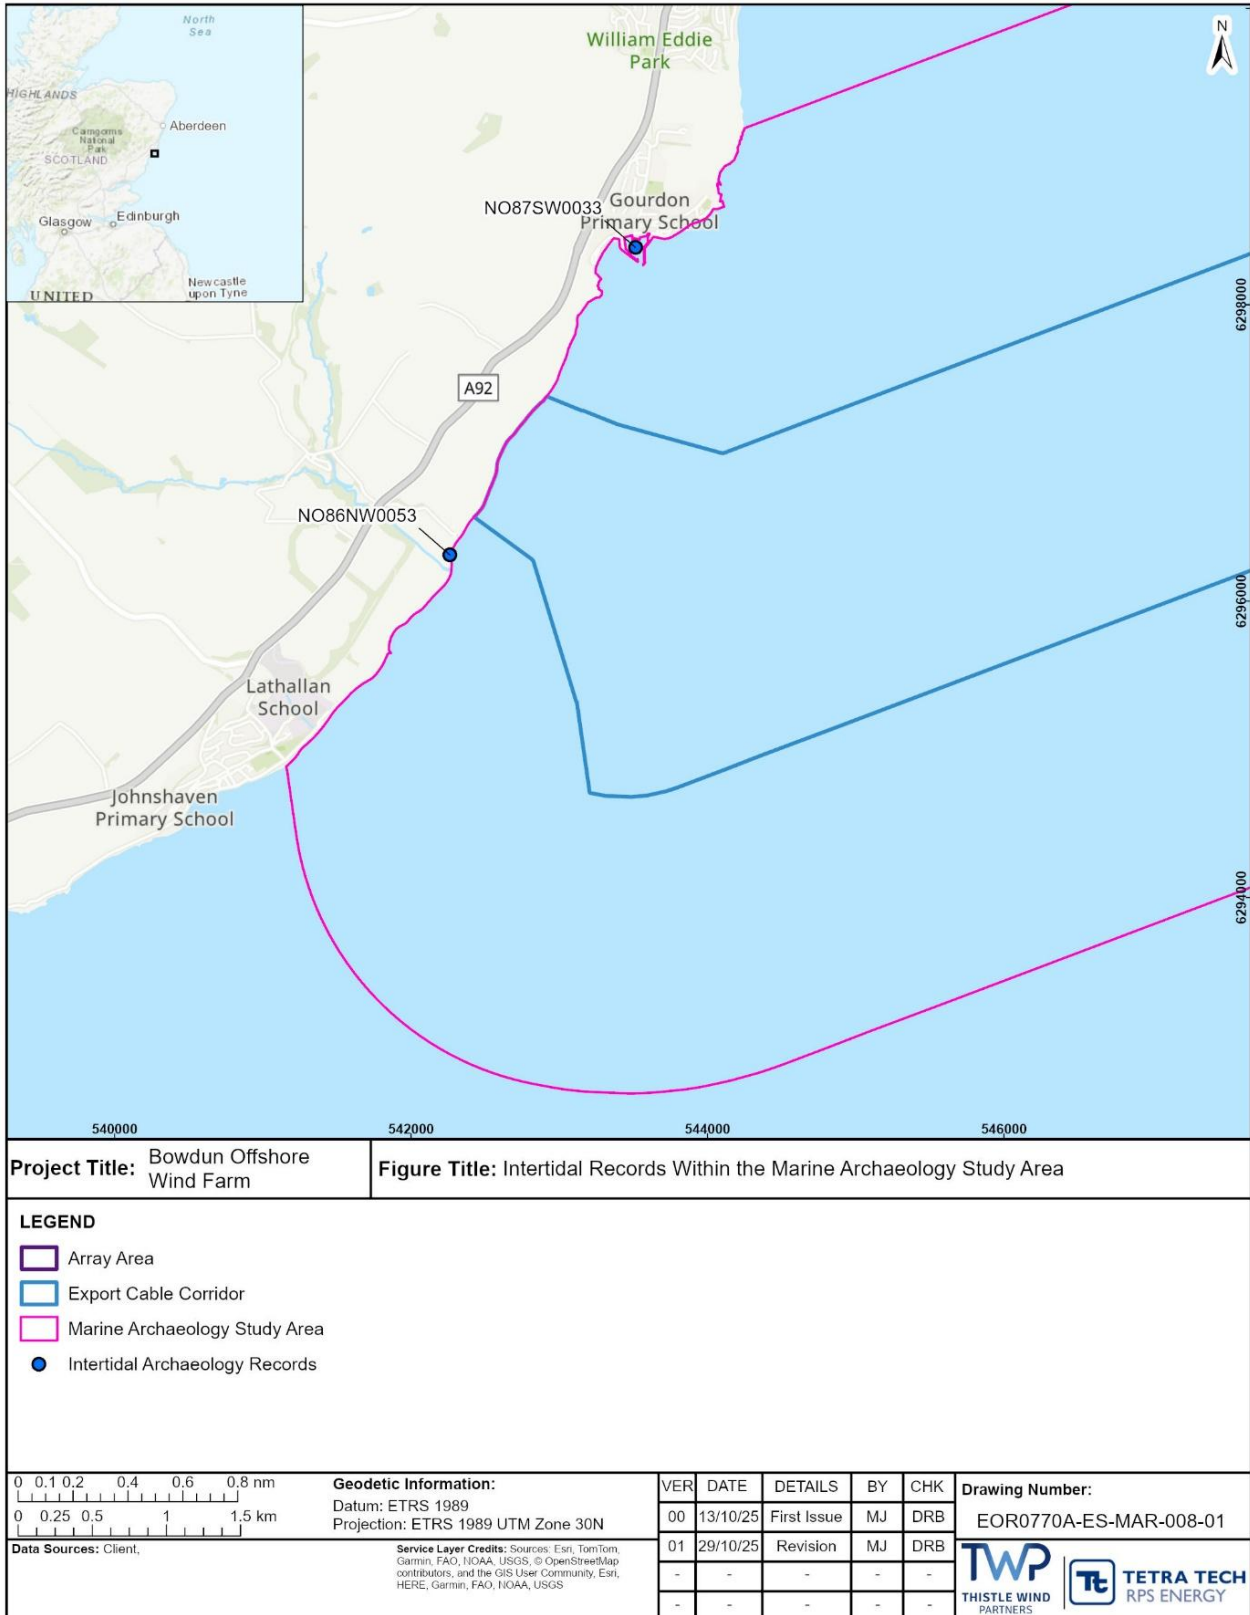 North
Sea
HIGHLANDS
Cairngorms
National
Park
Aberdeen
SCOTLAND
Glasgow
Edinburgh
Newcastle
upon Tyne
UNITED
William Eddie
Park
N
NO87SW0033
Gourdon
Primary School
A92
NO86NW0053
Lathallan
School
Johnshaven
Primary School
6298000
6296000
6294000
540000
542000
544000
546000
Project Title: Bowdun Offshore
Wind Farm
Figure Title: Intertidal Records Within the Marine Archaeology Study Area
LEGEND
Array Area
Export Cable Corridor
Marine Archaeology Study Area
Intertidal Archaeology Records
0 0.1 0.2 0.4 0.6 0.8 nm
0 0.25 0.5 1 1.5 km
Geodetic Information:
Datum: ETRS 1989
Projection: ETRS 1989 UTM Zone 30N
Data Sources: Client,
Service Layer Credits: Sources: Esri, TomTom,
Garmin, FAO, NOAA, USGS, © OpenStreetMap
contributors, and the GIS User Community, Esri,
HERE, Garmin, FAO, NOAA, USGS
VER DATE DETAILS BY CHK
00 13/10/25 First Issue MJ DRB
01 29/10/25 Revision MJ DRB
- - - - -
- - - - -
Drawing Number:
EOR0770A-ES-MAR-008-01
TWP
THISTLE WIND
PARTNERS
Tt
TETRA TECH
RPS ENERGY